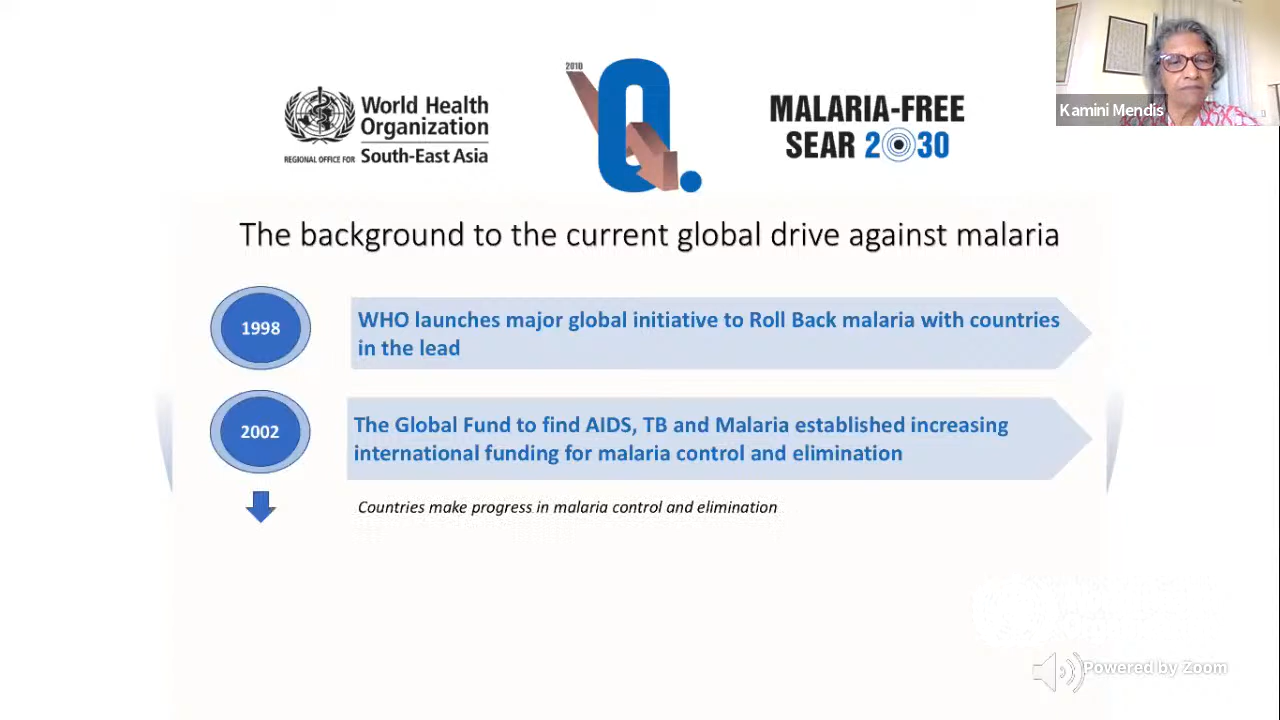 World Health
Organization
REGIONAL OFFICE FOR South-East Asia
2010
MALARIA-FREE
SEAR 2030
Kamini Mendis
The background to the current global drive against malaria
1998
WHO launches major global initiative to Roll Back malaria with countries
in the lead
2002
The Global Fund to find AIDS, TB and Malaria established increasing
international funding for malaria control and elimination
Countries make progress in malaria control and elimination
Powered by Zoom